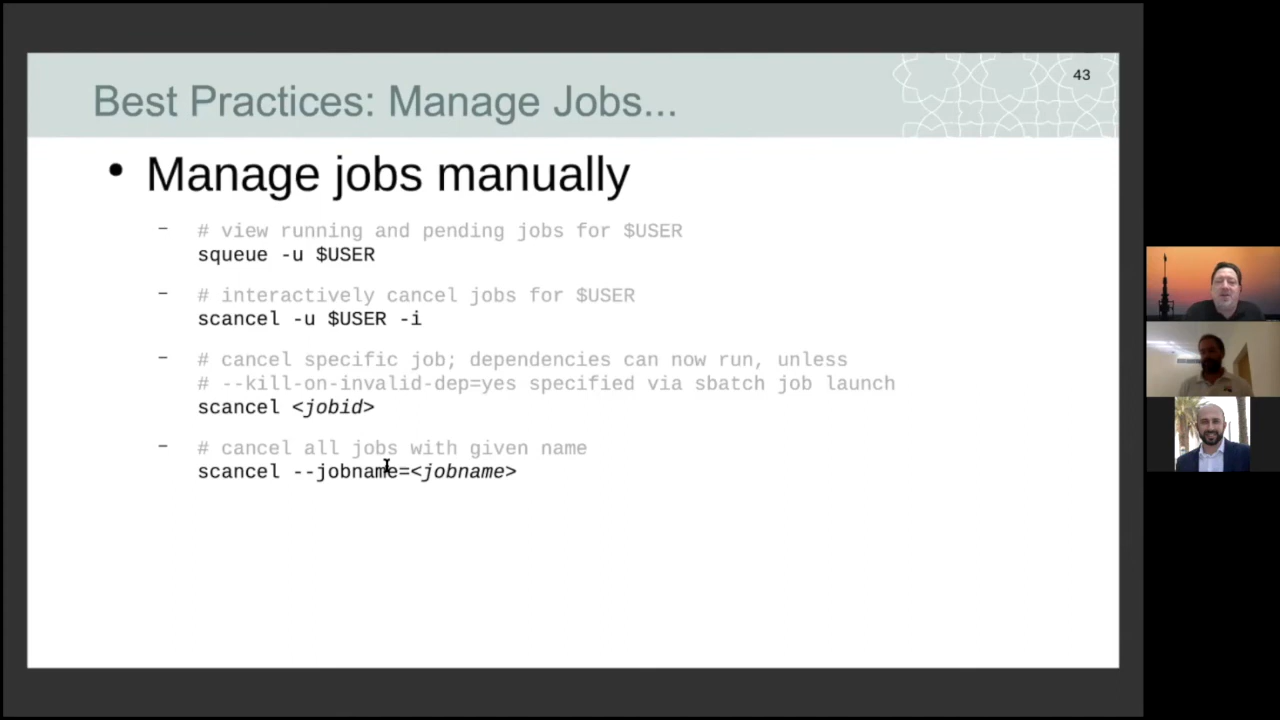 43
Best Practices: Manage Jobs...
• Manage jobs manually
– # view running and pending jobs for $USER
squeue -u $USER
– # interactively cancel jobs for $USER
scancel -u $USER -i
– # cancel specific job; dependencies can now run, unless
# --kill-on-invalid-dep=yes specified via sbatch job launch
scancel <jobid>
– # cancel all jobs with given name
scancel --jobname=<jobname>